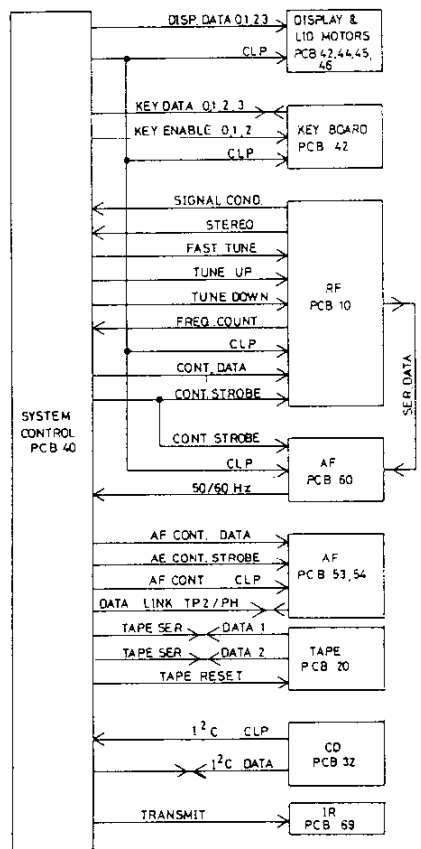 DISP. DATA 0,1,2,3
DISPLAY &
LID MOTORS
PCB 42,44,45,
46
CLP
KEY DATA 0,1,2,3
KEY ENABLE 0,1,2
KEY BOARD
PCB 42
CLP
SIGNAL COND.
STEREO
FAST TUNE
TUNE UP
TUNE DOWN
FREQ. COUNT
CLP
CONT. DATA
CONT. STROBE
RF
PCB 10
SER DATA
SYSTEM
CONTROL
PCB 40
CONT STROBE
CLP
50/60 Hz
AF
PCB 60
AF CONT. DATA
AF CONT. STROBE
AF CONT CLP
DATA LINK TP2/PH
AF
PCB 53,54
TAPE SER DATA 1
TAPE SER DATA 2
TAPE RESET
TAPE
PCB 20
I²C CLP
I²C DATA
CD
PCB 32
TRANSMIT
IR
PCB 69